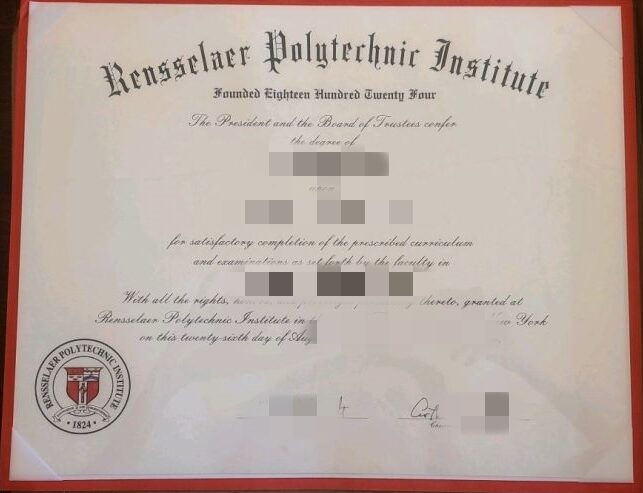 Rensselaer Polytechnic Institute
Founded Eighteen Hundred Twenty Four
The President and the Board of Trustees confer
the degree of
upon
for satisfactory completion of the prescribed curriculum
and examinations as set forth by the faculty in
With all the rights, thereto, granted at
Rensselaer Polytechnic Institute in York
on this twenty-sixth day of Aug
RENSSELAER POLYTECHNIC INSTITUTE
· 1824 ·